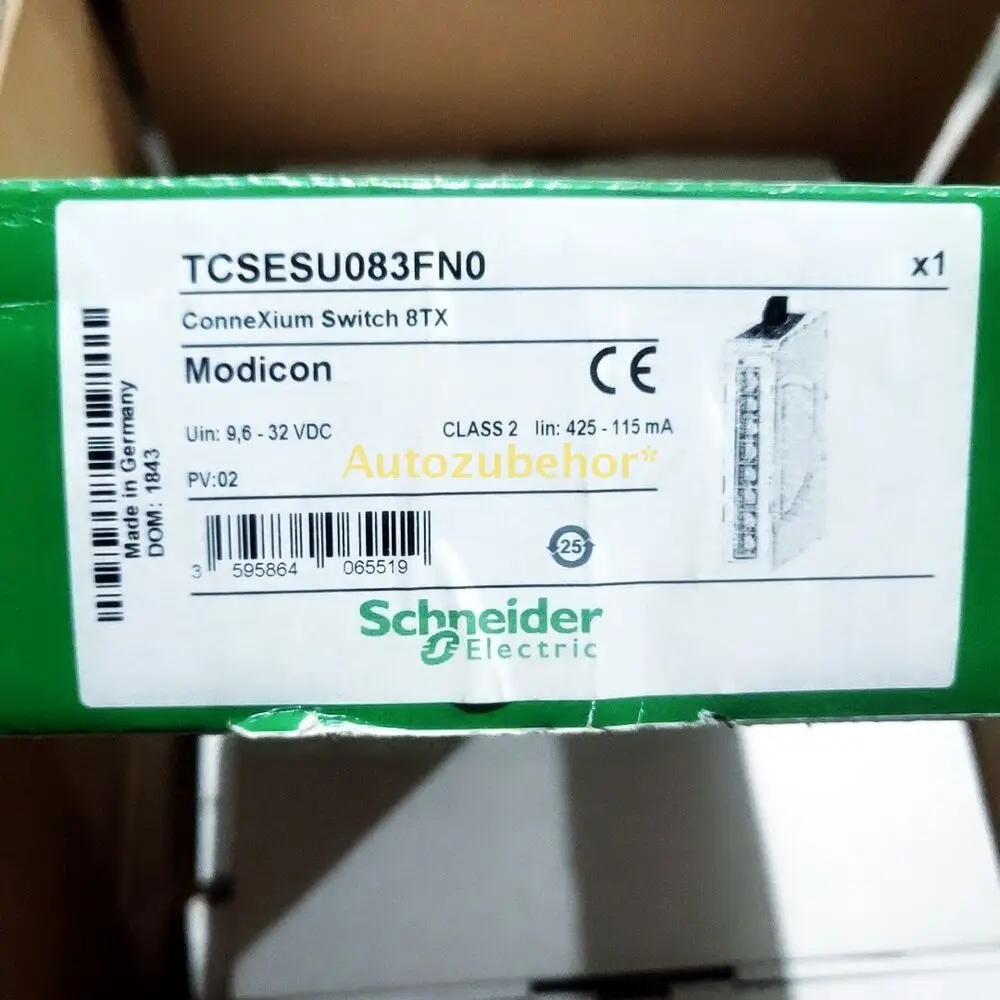 TCSESU083FN0 x1
ConneXium Switch 8TX
Modicon CE
Uin: 9,6 - 32 VDC CLASS 2 Iin: 425 - 115 mA
Autozubehor*
PV:02
3 595864 065519
25
Schneider
Electric
Made in Germany
DOM: 1843